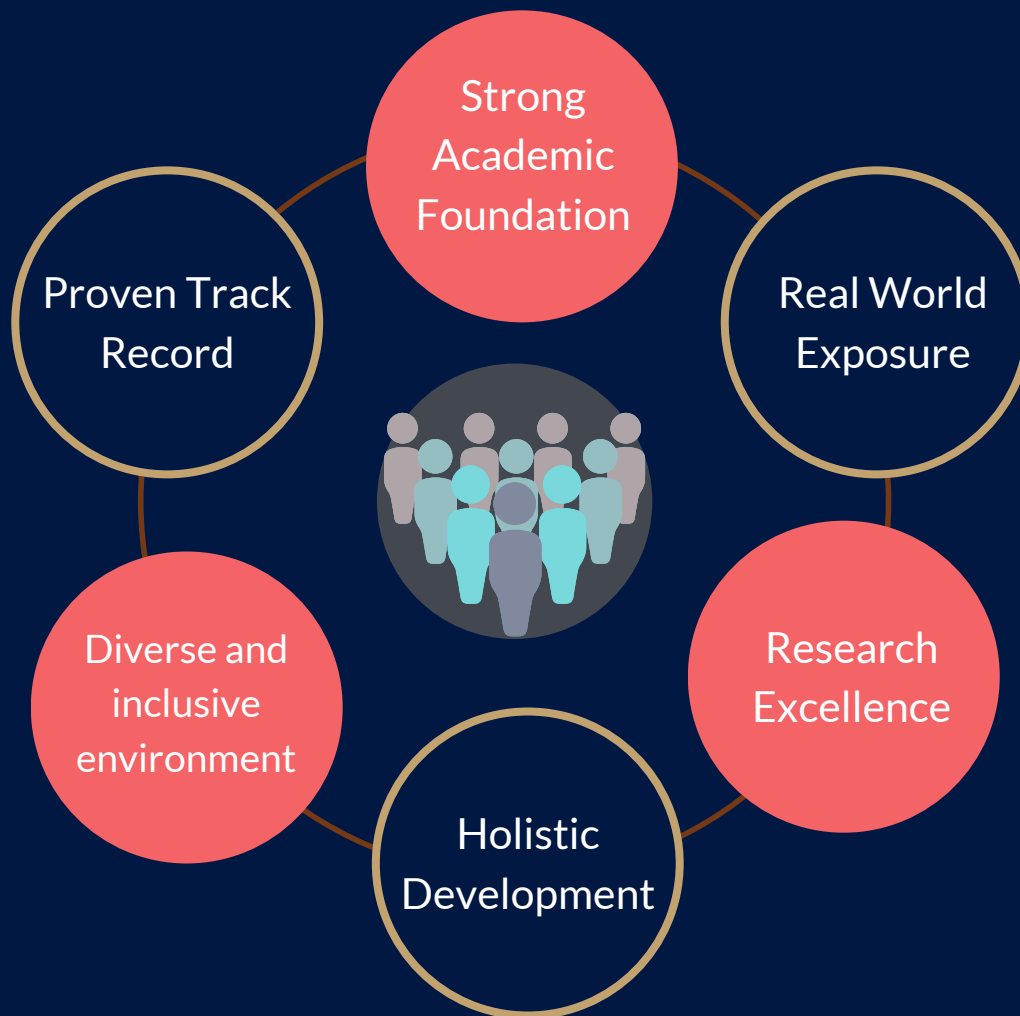 Strong
Academic
Foundation
Real World
Exposure
Research
Excellence
Holistic
Development
Diverse and
inclusive
environment
Proven Track
Record